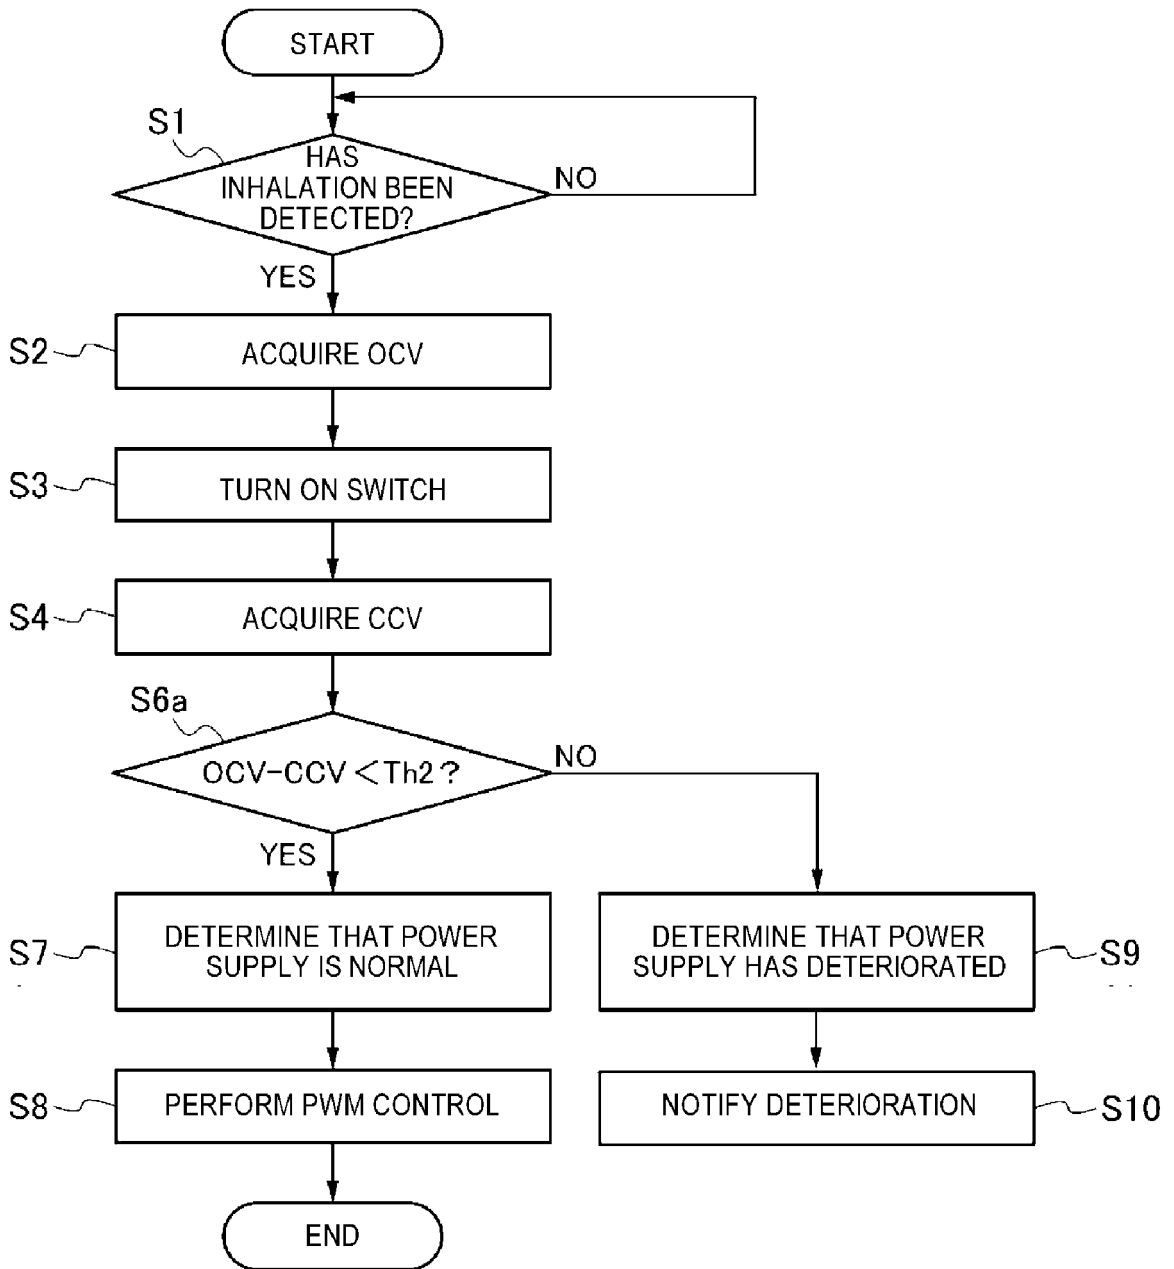 START
S1
HAS
INHALATION BEEN
DETECTED?
NO
YES
S2
ACQUIRE OCV
S3
TURN ON SWITCH
S4
ACQUIRE CCV
S6a
OCV-CCV<Th2?
NO
YES
S7
DETERMINE THAT POWER
SUPPLY IS NORMAL
DETERMINE THAT POWER
SUPPLY HAS DETERIORATED
S9
S8
PERFORM PWM CONTROL
NOTIFY DETERIORATION
S10
END